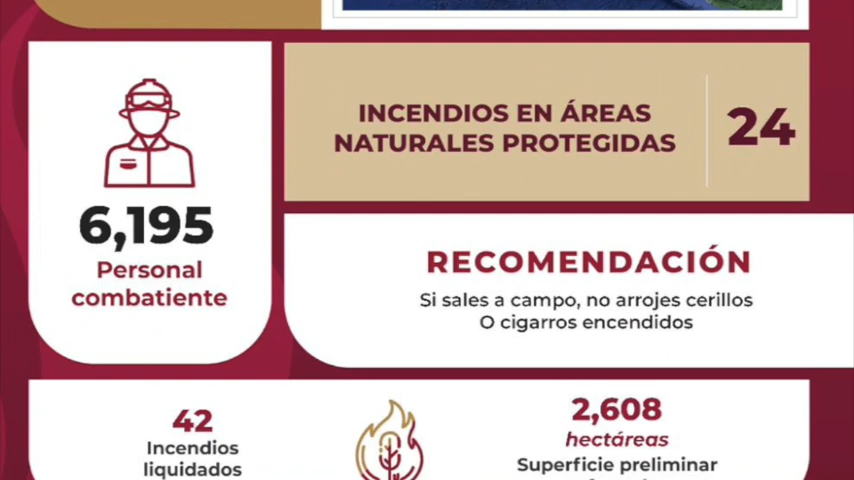 INCENDIOS EN ÁREAS
NATURALES PROTEGIDAS
24
6,195
Personal
combatiente
RECOMENDACIÓN
Si sales a campo, no arrojes cerillos
O cigarros encendidos
42
Incendios
liquidados
2,608
hectáreas
Superficie preliminar